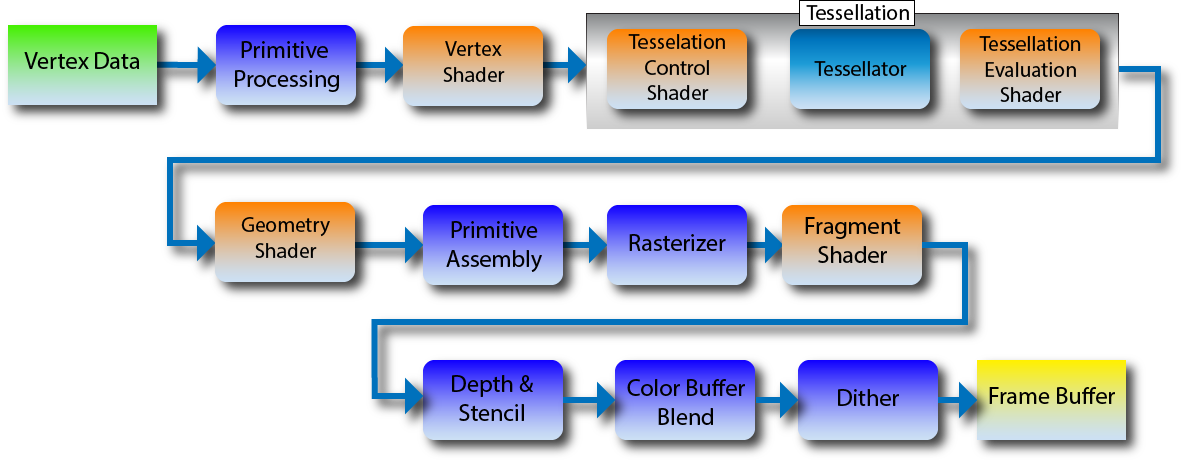 Tessellation
Vertex Data
Primitive
Processing
Vertex
Shader
Tesselation
Control
Shader
Tessellator
Tessellation
Evaluation
Shader
Geometry
Shader
Primitive
Assembly
Rasterizer
Fragment
Shader
Depth &
Stencil
Color Buffer
Blend
Dither
Frame Buffer